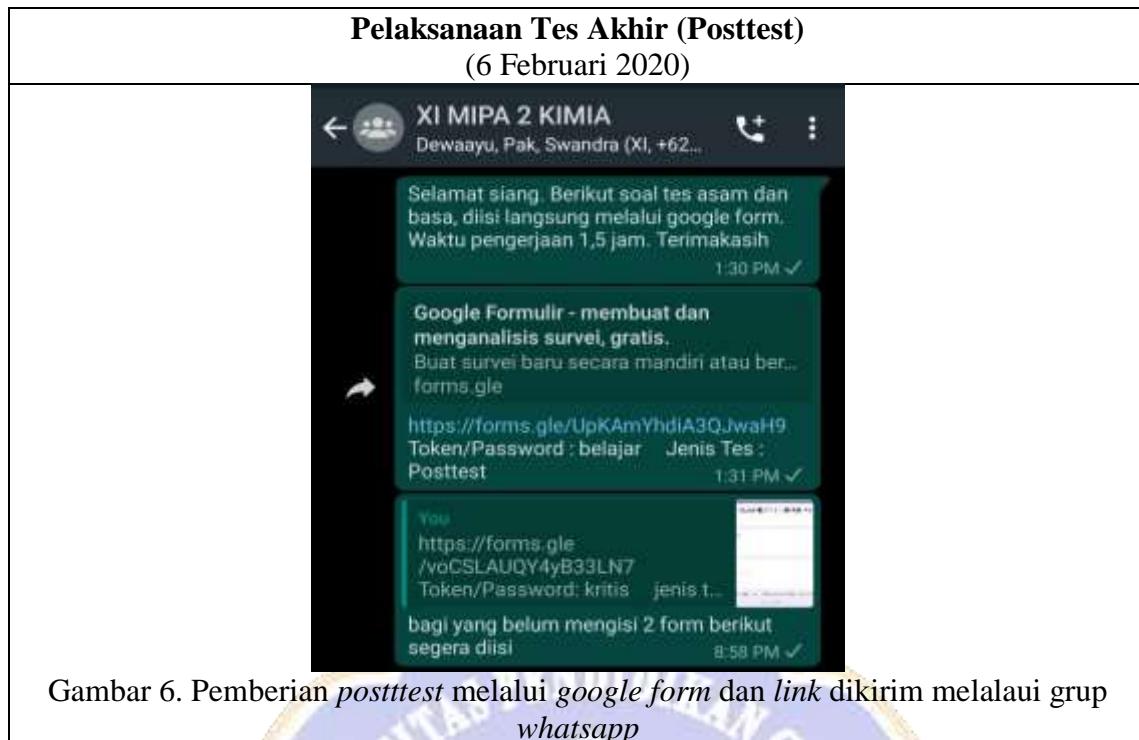 Pelaksanaan Tes Akhir (Posttest)
(6 Februari 2020)
XI MIPA 2 KIMIA
Dewaayu, Pak, Swandra (XI, +62...
Selamat siang. Berikut soal tes asam dan
basa, diisi langsung melalui google form.
Waktu pengerjaan 1,5 jam. Terimakasih
1:30 PM
Google Formulir - membuat dan
menganalisis survei, gratis.
Buat survei baru secara mandiri atau ber...
forms.gle
https://forms.gle/UpKAmYhdiA3QJwaH9
Token/Password : belajar Jenis Tes :
Posttest
1:31 PM
You
https://forms.gle
/voCSLAUQY4yB33LN7
Token/Password: kritis jenis t...
bagi yang belum mengisi 2 form berikut
segera diisi
8:58 PM
Gambar 6. Pemberian postttest melalui google form dan link dikirim melalaui grup
whatsapp